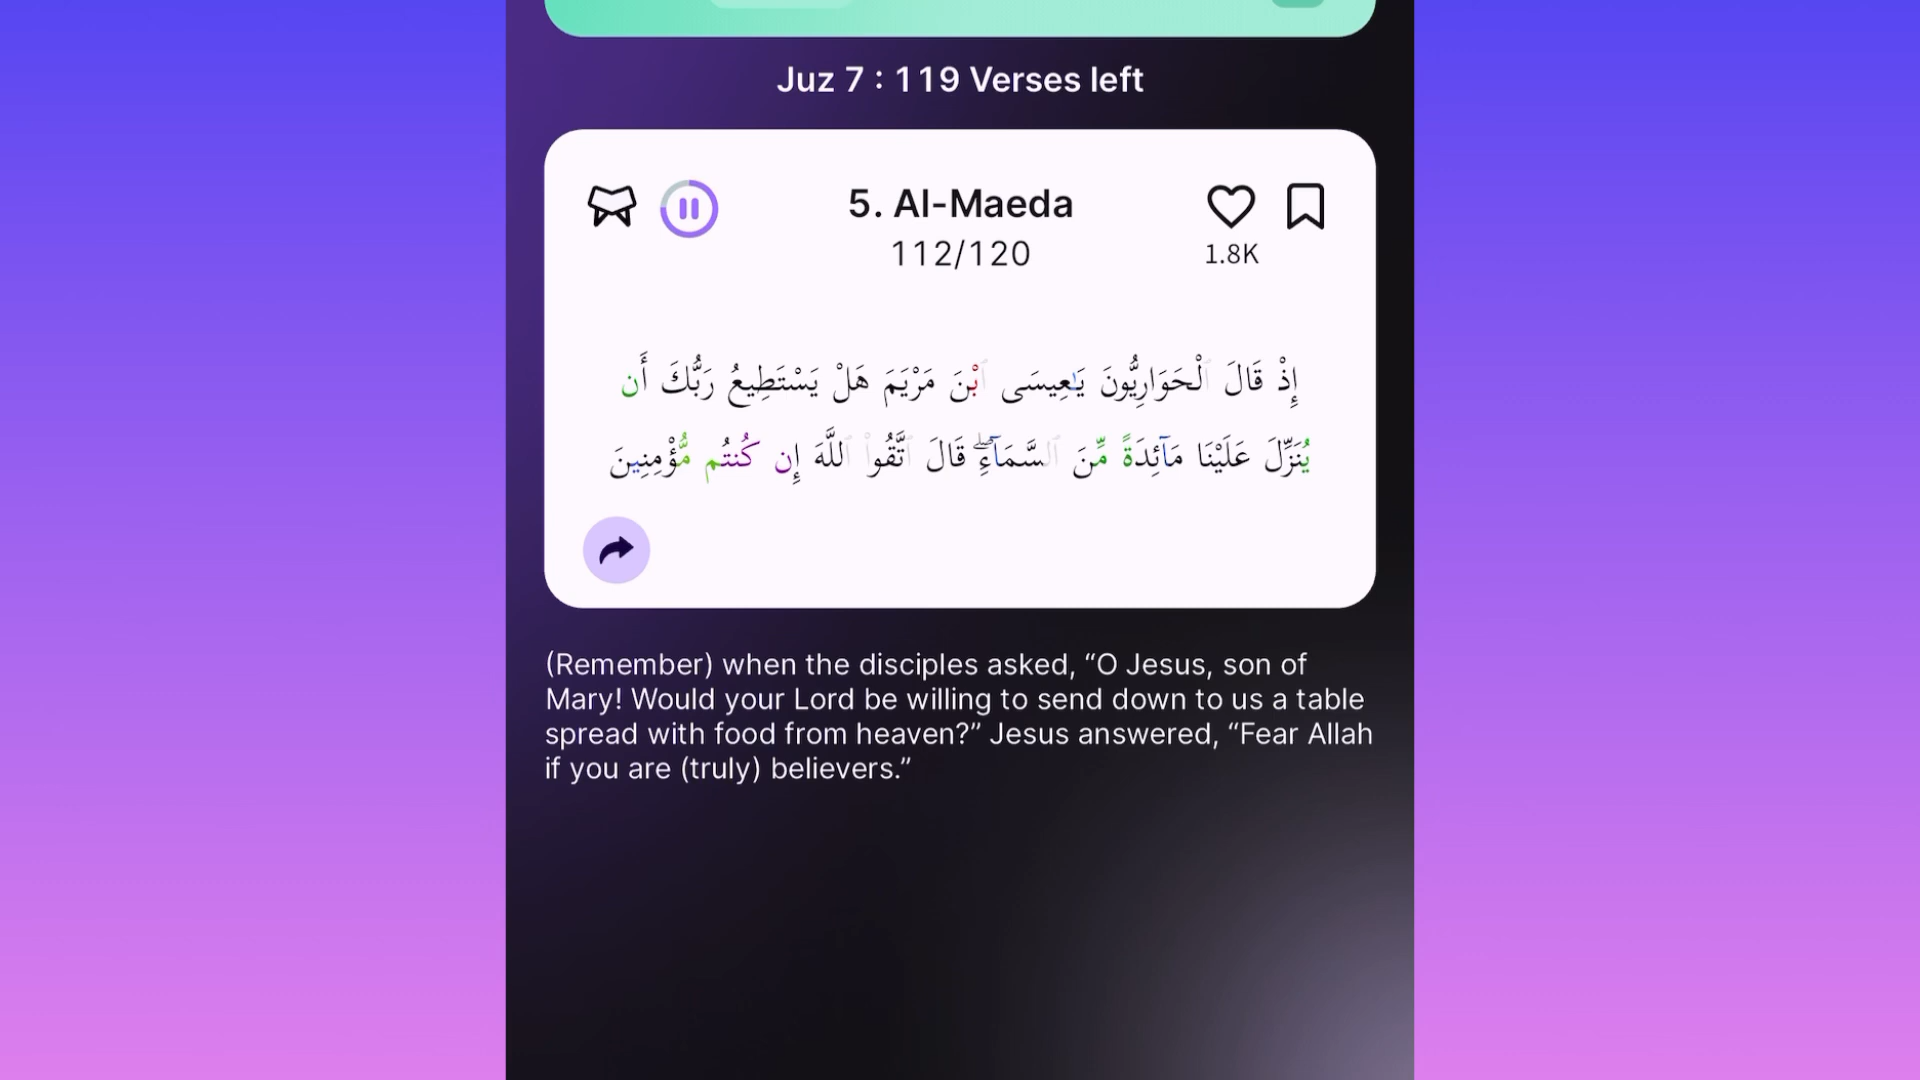 Juz 7 : 119 Verses left
5. Al-Maeda
112/120
1.8K
إِذْ قَالَ ٱلْحَوَارِيُّونَ يَـٰعِيسَى ٱبْنَ مَرْيَمَ هَلْ يَسْتَطِيعُ رَبُّكَ أَن
يُنَزِّلَ عَلَيْنَا مَآئِدَةً مِّنَ ٱلسَّمَآءِ ۖ قَالَ ٱتَّقُوا۟ ٱللَّهَ إِن كُنتُم مُّؤْمِنِينَ
(Remember) when the disciples asked, “O Jesus, son of
Mary! Would your Lord be willing to send down to us a table
spread with food from heaven?” Jesus answered, “Fear Allah
if you are (truly) believers.”